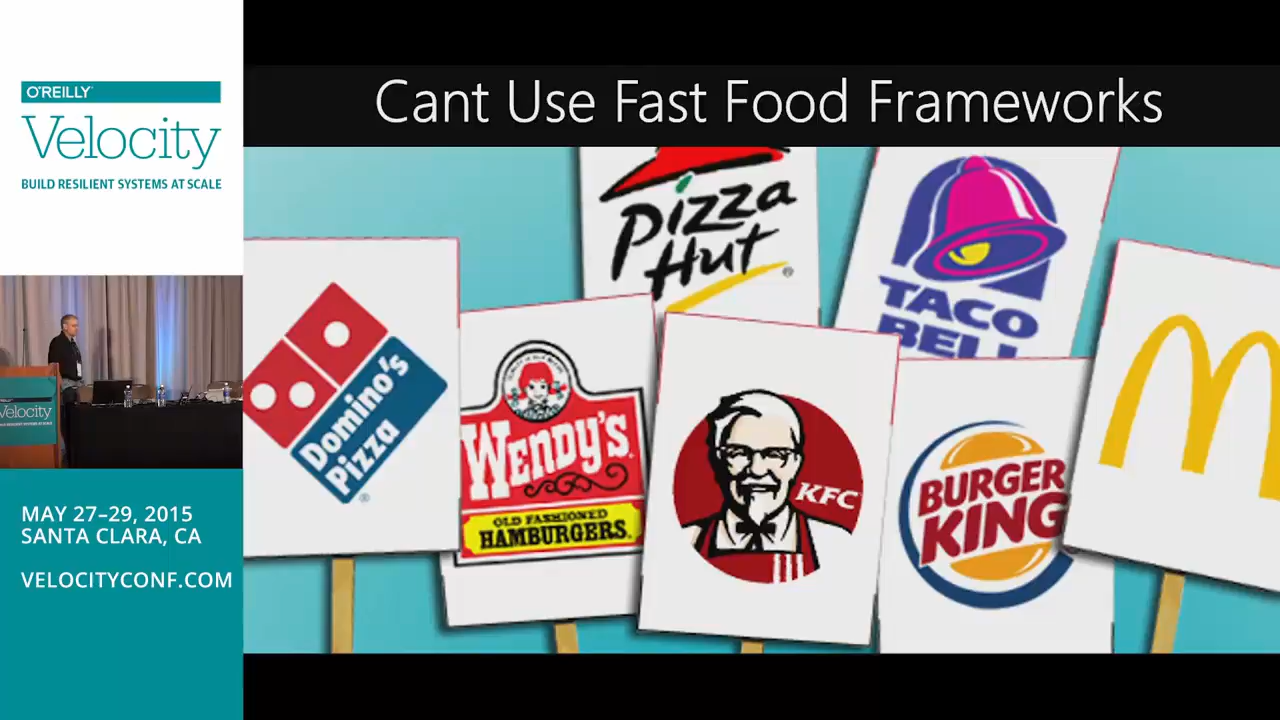 O'REILLY
Velocity
BUILD RESILIENT SYSTEMS AT SCALE
Velocity
MAY 27–29, 2015
SANTA CLARA, CA
VELOCITYCONF.COM
Cant Use Fast Food Frameworks
Pizza
Hut
®
TACO
BELL
Domino's
Pizza
®
WENDY'S
OLD FASHIONED
HAMBURGERS.
KFC
BURGER
KING